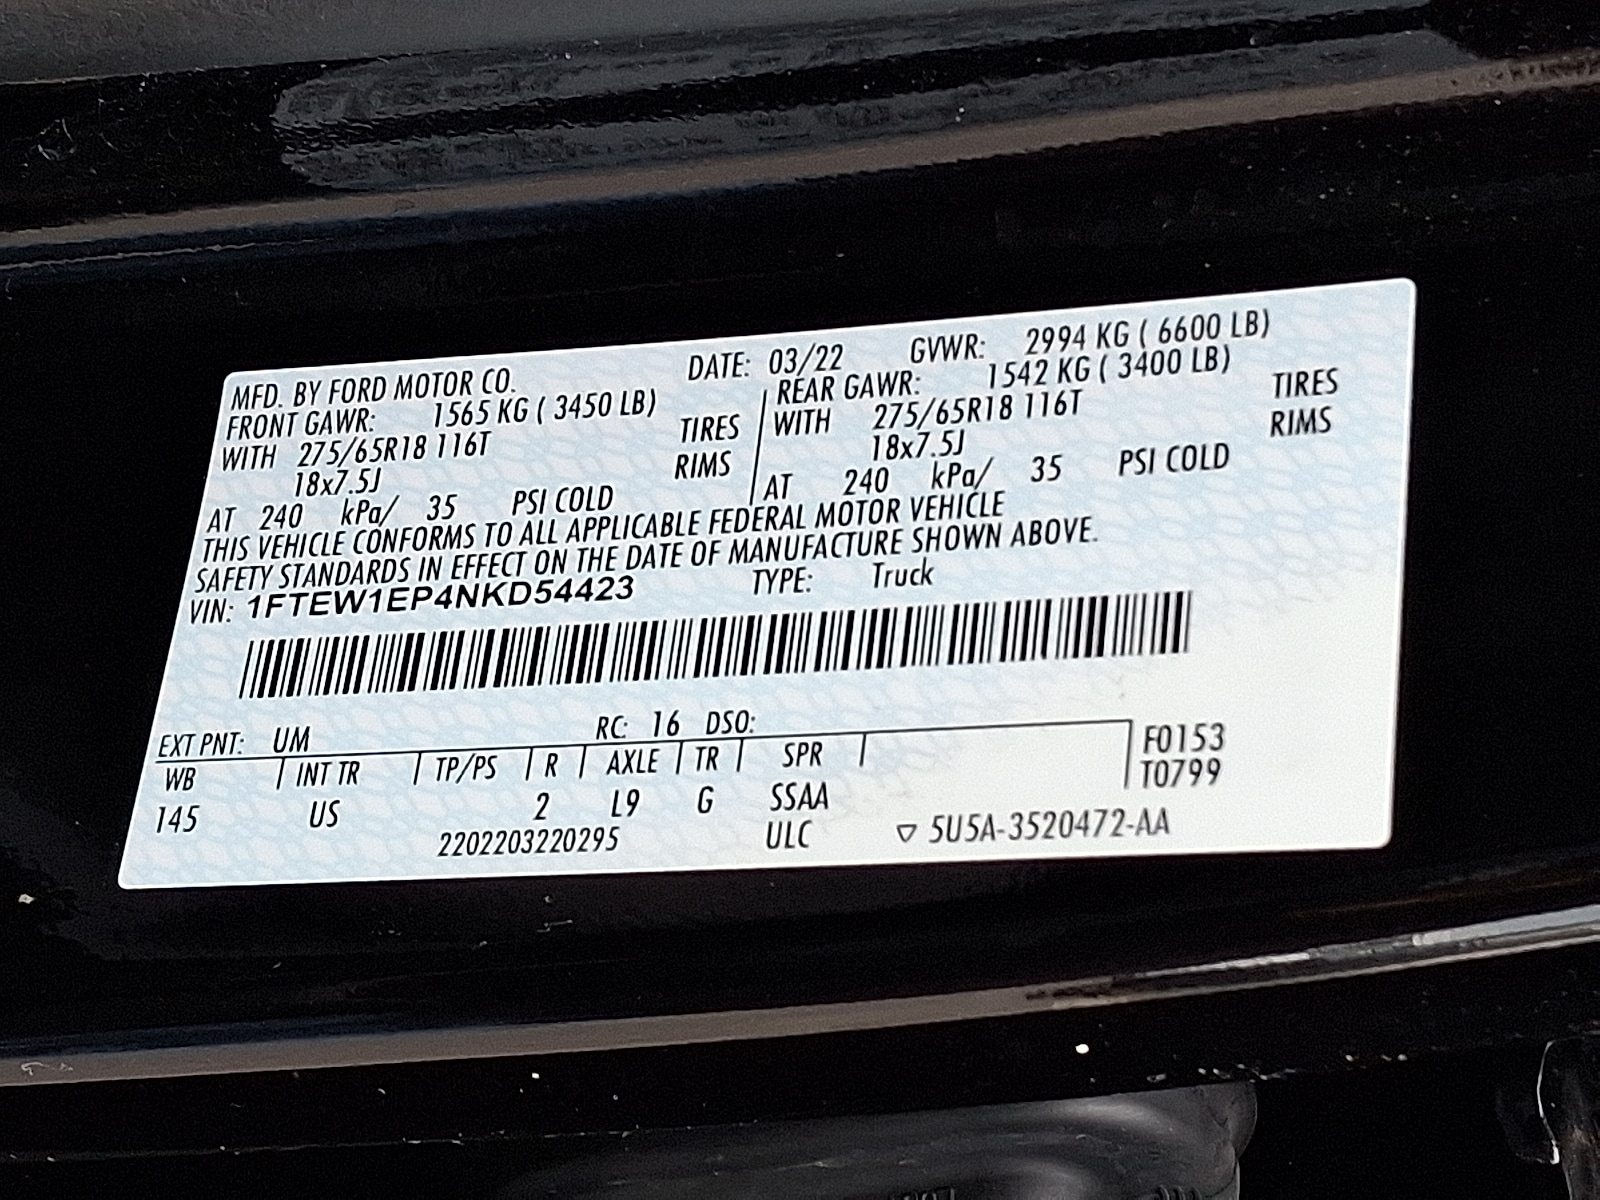 MFD. BY FORD MOTOR CO. DATE: 03/22 GVWR: 2994 KG ( 6600 LB)
FRONT GAWR: 1565 KG ( 3450 LB) REAR GAWR: 1542 KG ( 3400 LB)
WITH 275/65R18 116T TIRES WITH 275/65R18 116T TIRES
18x7.5J RIMS 18x7.5J RIMS
AT 240 kPa/ 35 PSI COLD AT 240 kPa/ 35 PSI COLD
THIS VEHICLE CONFORMS TO ALL APPLICABLE FEDERAL MOTOR VEHICLE
SAFETY STANDARDS IN EFFECT ON THE DATE OF MANUFACTURE SHOWN ABOVE.
VIN: 1FTEW1EP4NKD54423 TYPE: Truck
EXT PNT: UM RC: 16 DSO: F0153
WB INT TR TP/PS R AXLE TR SPR T0799
145 US 2 L9 G SSAA
2202203220295 ULC ▽ 5U5A-3520472-AA